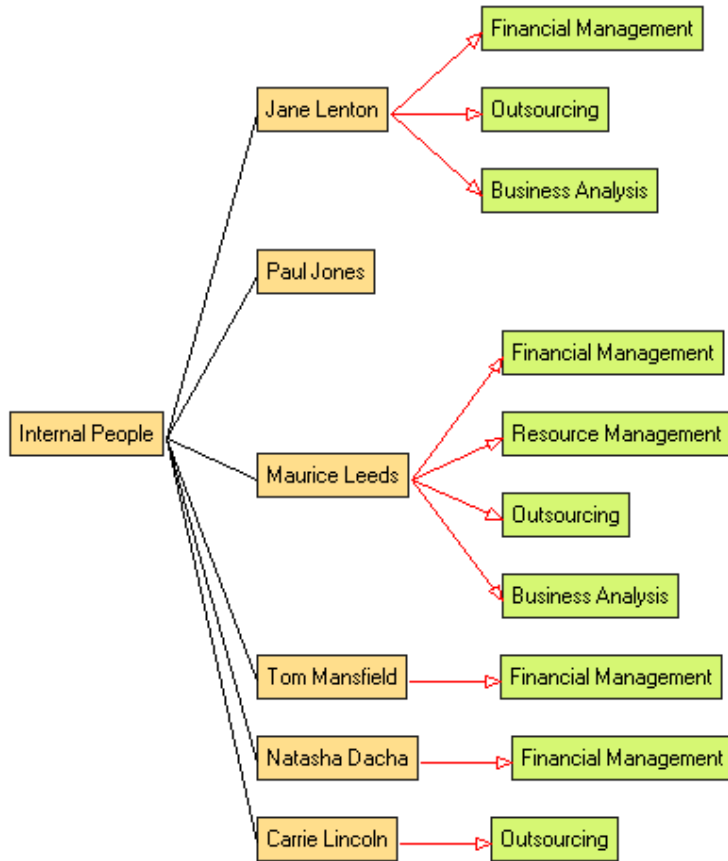 Financial Management
Jane Lenton
Outsourcing
Business Analysis
Paul Jones
Financial Management
Internal People
Resource Management
Maurice Leeds
Outsourcing
Business Analysis
Tom Mansfield
Financial Management
Natasha Dacha
Financial Management
Carrie Lincoln
Outsourcing